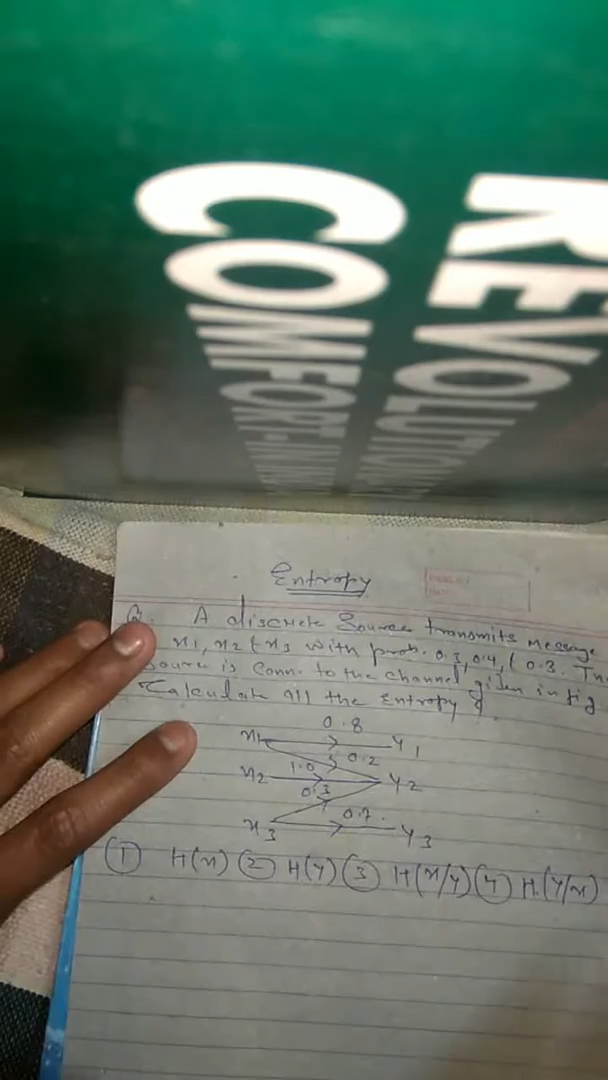 REVOLUTION
COMFORT
Entropy
Q. A discrete Source transmits message
x1, x2 & x3 with prob. 0.3, 0.4, & 0.3. The
Source is Conn. to the channel given in fig.
Calculate all the Entropy?
0.8
x1 y1
0.2
1.0
x2 y2
0.3
0.7
x3 y3
① H(x) ② H(y) ③ H(x/y) ④ H(y/x)